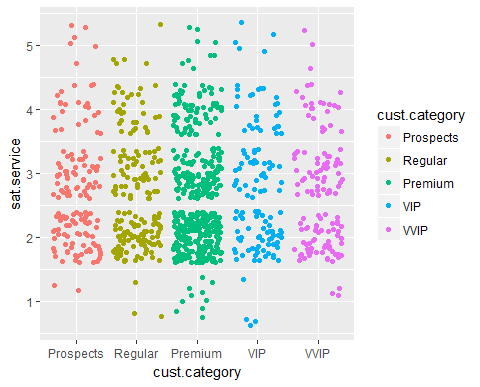 sat.service
5
4
3
2
1
Prospects Regular Premium VIP VVIP
cust.category
cust.category
Prospects
Regular
Premium
VIP
VVIP